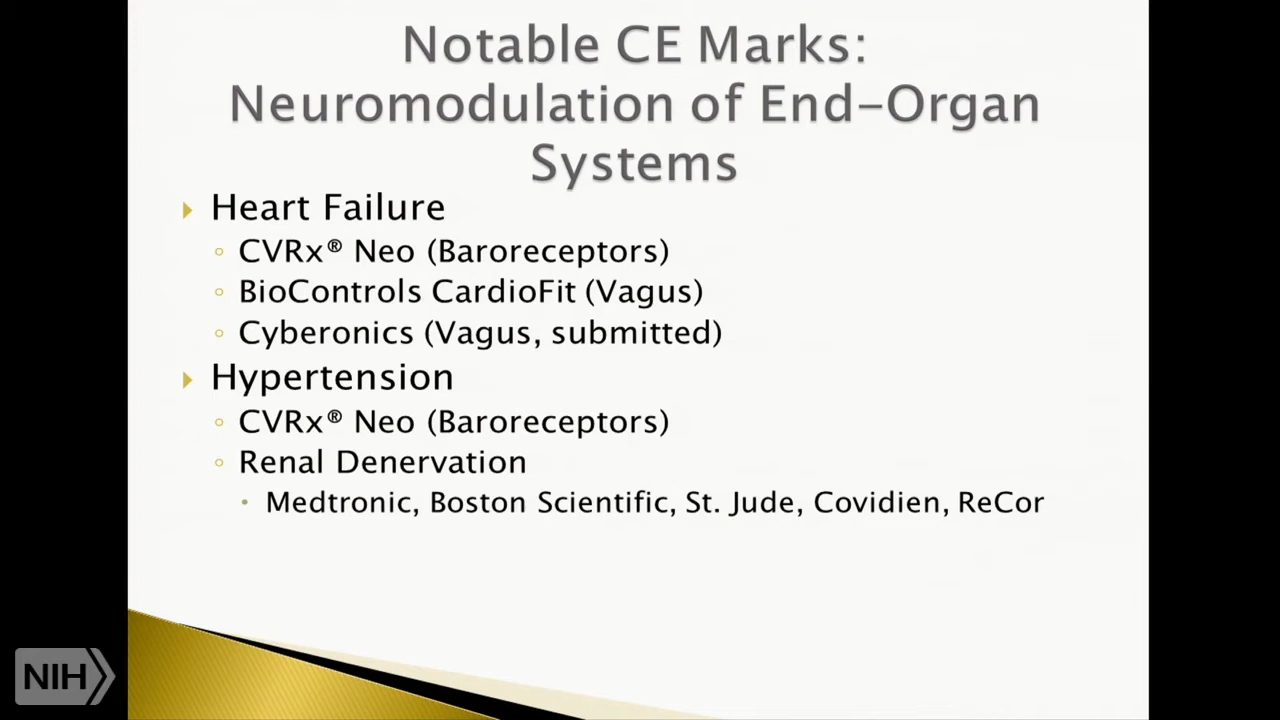 Notable CE Marks:
Neuromodulation of End-Organ
Systems
Heart Failure
CVRx® Neo (Baroreceptors)
BioControls CardioFit (Vagus)
Cyberonics (Vagus, submitted)
Hypertension
CVRx® Neo (Baroreceptors)
Renal Denervation
Medtronic, Boston Scientific, St. Jude, Covidien, ReCor
NIH